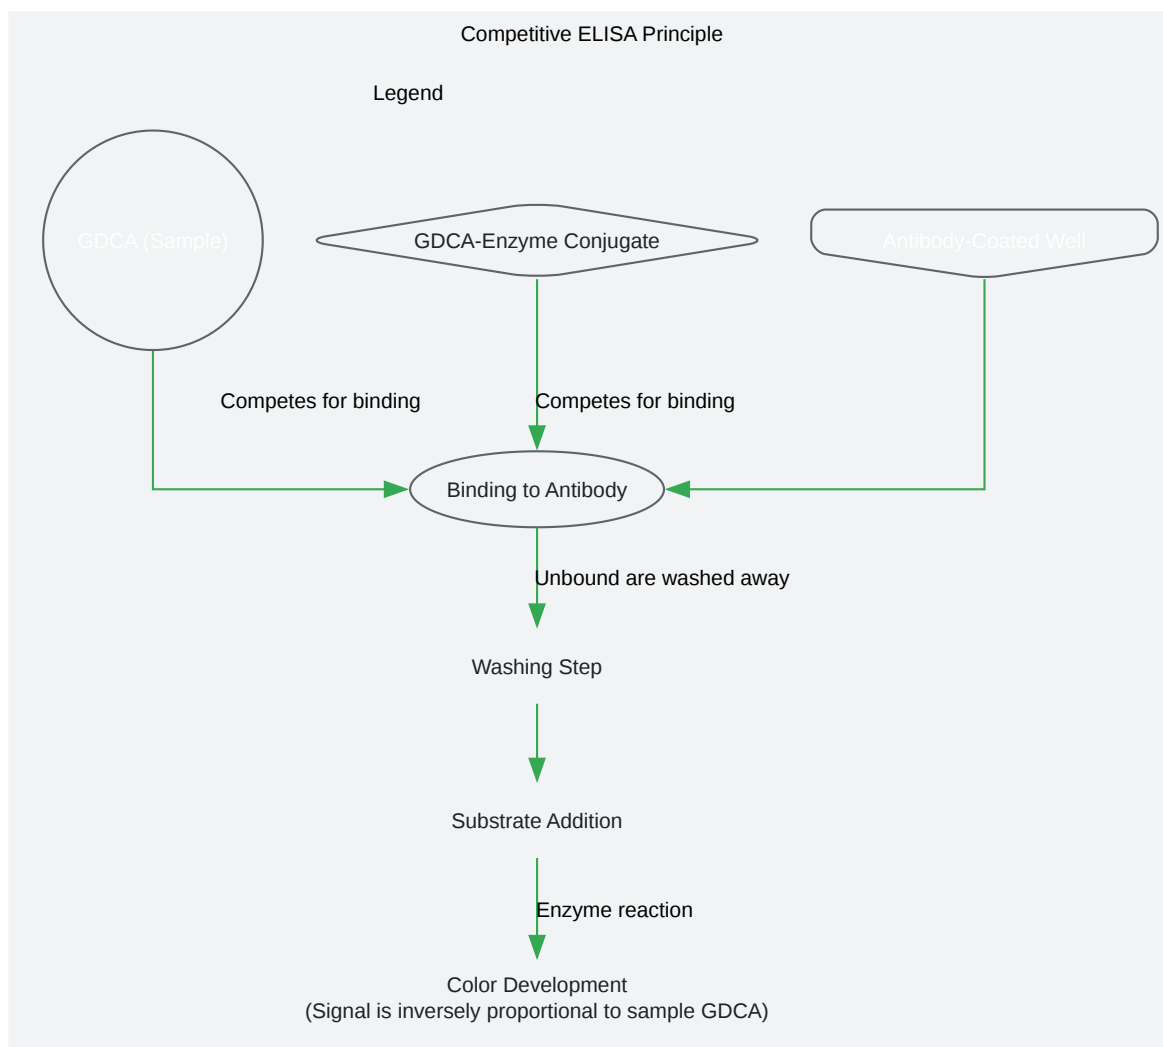 Competitive ELISA Principle
Legend
GDCA (Sample)
GDCA-Enzyme Conjugate
Antibody-Coated Well
Competes for binding
Competes for binding
Binding to Antibody
Unbound are washed away
Washing Step
Substrate Addition
Enzyme reaction
Color Development
(Signal is inversely proportional to sample GDCA)